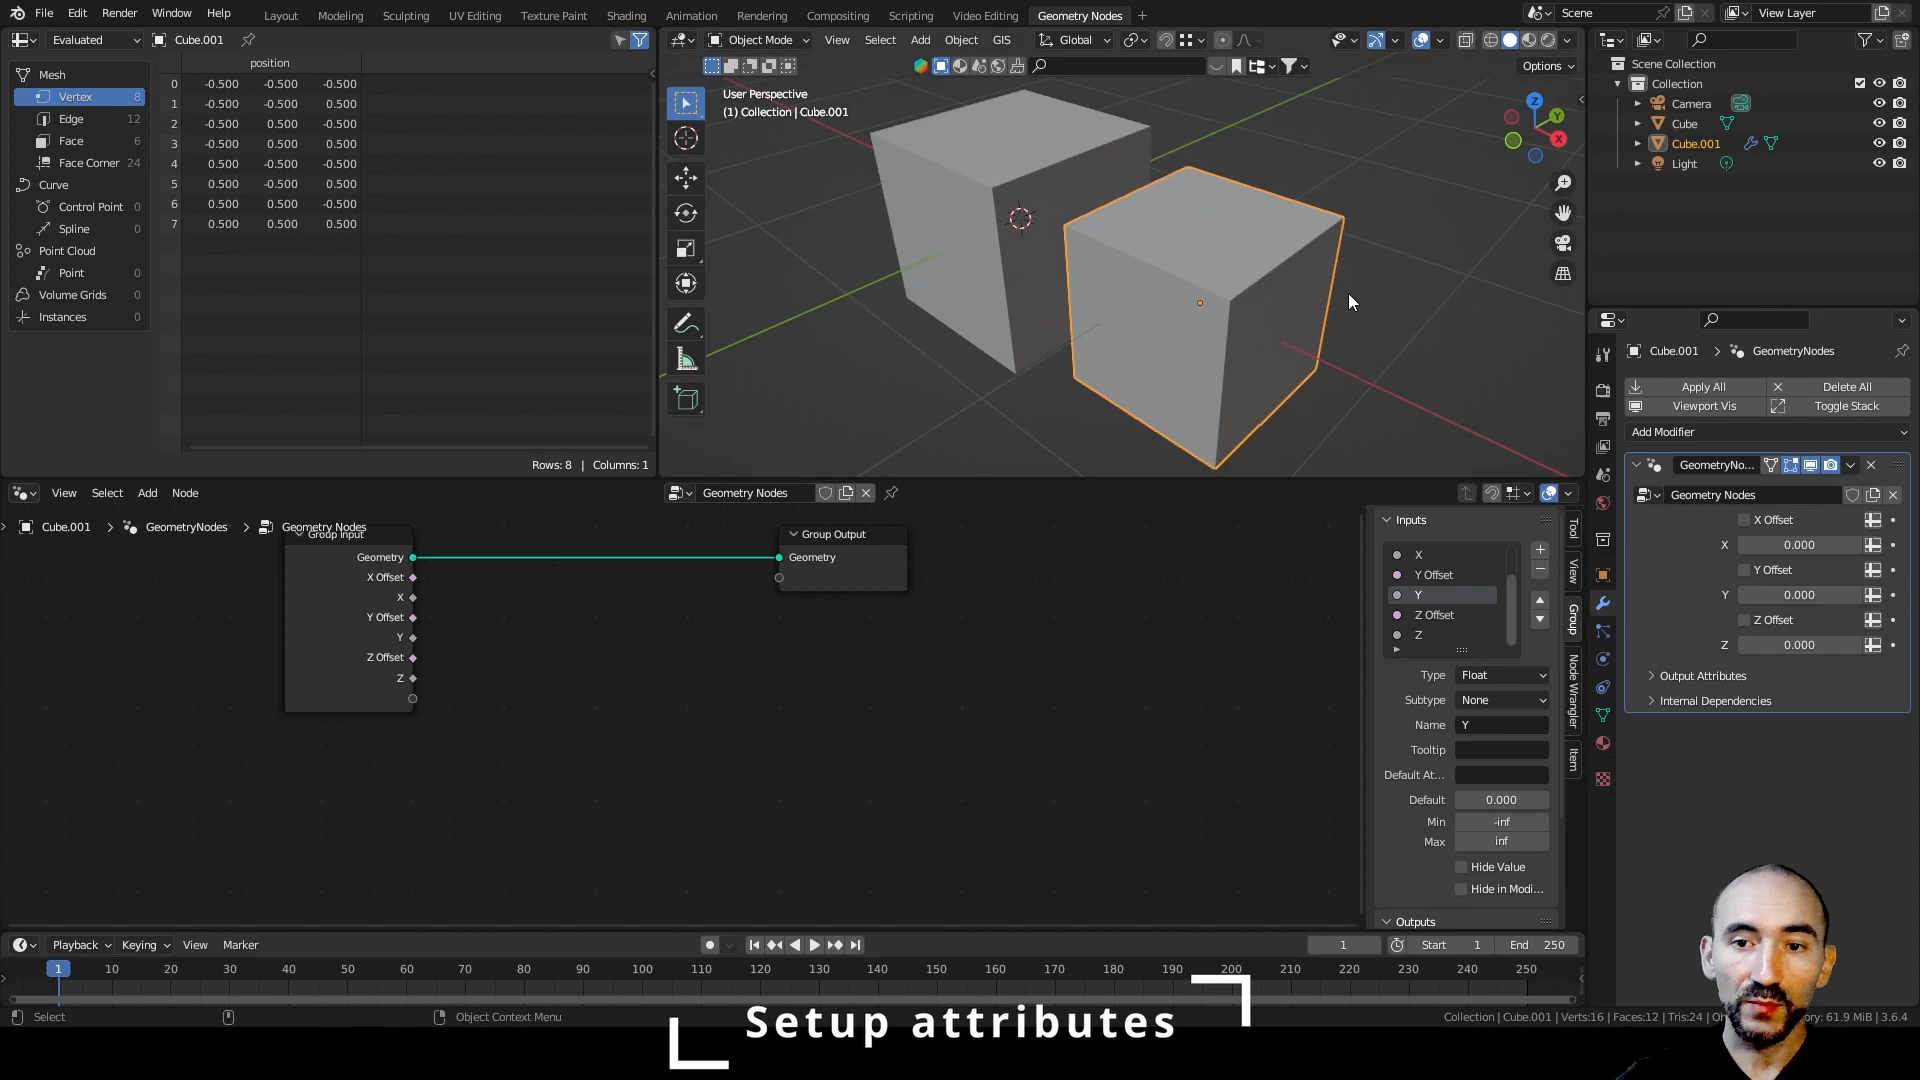 File Edit Render Window Help Layout Modeling Sculpting UV Editing Texture Paint Shading Animation Rendering Compositing Scripting Video Editing Geometry Nodes + Scene View Layer
Evaluated Cube.001
position
0 -0.500 -0.500 -0.500
1 -0.500 -0.500 0.500
2 -0.500 0.500 -0.500
3 -0.500 0.500 0.500
4 0.500 -0.500 -0.500
5 0.500 -0.500 0.500
6 0.500 0.500 -0.500
7 0.500 0.500 0.500
Mesh
Vertex 8
Edge 12
Face 6
Face Corner 24
Curve
Control Point 0
Spline 0
Point Cloud
Point 0
Volume Grids 0
Instances 0
Rows: 8 | Columns: 1
Object Mode View Select Add Object GIS Global
Options
User Perspective
(1) Collection | Cube.001
Z
Y
X
Scene Collection
Collection
Camera
Cube
Cube.001
Light
Cube.001 > GeometryNodes
Apply All Delete All
Viewport Vis Toggle Stack
Add Modifier
GeometryNo...
Geometry Nodes
X Offset
X 0.000
Y Offset
Y 0.000
Z Offset
Z 0.000
Output Attributes
Internal Dependencies
View Select Add Node Geometry Nodes
Cube.001 > GeometryNodes > Geometry Nodes
Group Input
Geometry
X Offset
X
Y Offset
Y
Z Offset
Z
Group Output
Geometry
Inputs
X
Y Offset
Y
Z Offset
Z
Type Float
Subtype None
Name Y
Tooltip
Default At...
Default 0.000
Min -inf
Max inf
Hide Value
Hide in Modi...
Outputs
Tool
View
Group
Node Wrangler
Item
Playback Keying View Marker 1 Start 1 End 250
1 10 20 30 40 50 60 70 80 90 100 110 120 130 140 150 160 170 180 190 200 210 220 230 240 250
Select Object Context Menu Collection | Cube.001 | Verts:16 | Faces:12 | Tris:24 | Ob ory: 61.9 MiB | 3.6.4
Setup attributes